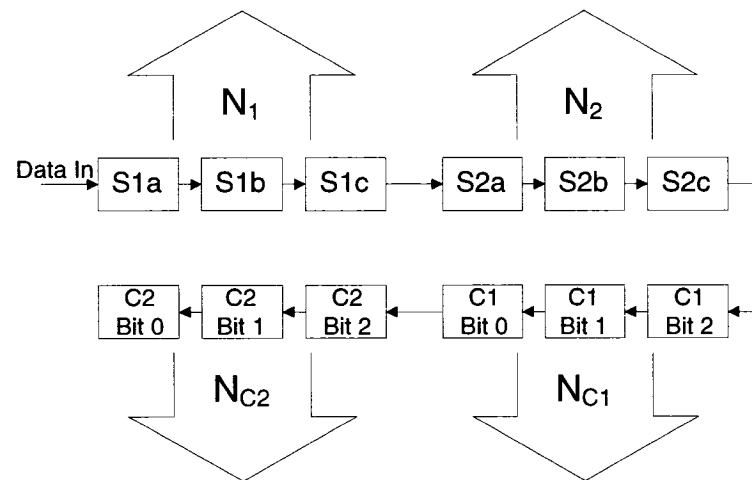 N1
N2
Data In
S1a
S1b
S1c
S2a
S2b
S2c
C2
Bit 0
C2
Bit 1
C2
Bit 2
C1
Bit 0
C1
Bit 1
C1
Bit 2
NC2
NC1